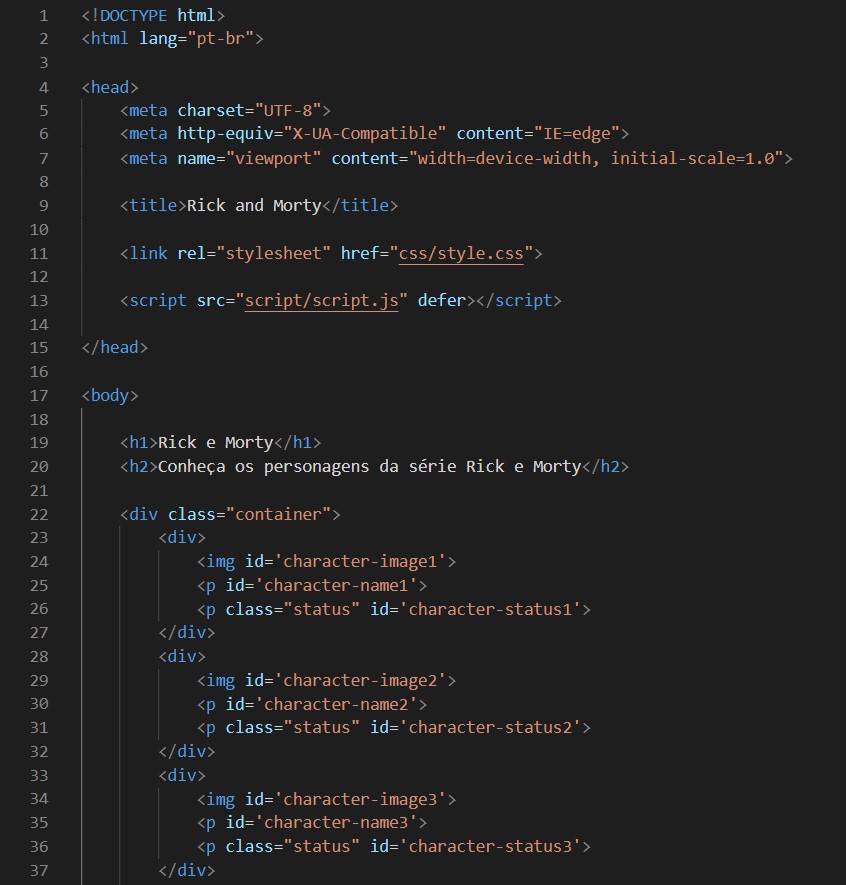 1 <!DOCTYPE html>
2 <html lang="pt-br">
3
4 <head>
5 <meta charset="UTF-8">
6 <meta http-equiv="X-UA-Compatible" content="IE=edge">
7 <meta name="viewport" content="width=device-width, initial-scale=1.0">
8
9 <title>Rick and Morty</title>
10
11 <link rel="stylesheet" href="css/style.css">
12
13 <script src="script/script.js" defer></script>
14
15 </head>
16
17 <body>
18
19 <h1>Rick e Morty</h1>
20 <h2>Conheça os personagens da série Rick e Morty</h2>
21
22 <div class="container">
23 <div>
24 <img id='character-image1'>
25 <p id='character-name1'>
26 <p class="status" id='character-status1'>
27 </div>
28 <div>
29 <img id='character-image2'>
30 <p id='character-name2'>
31 <p class="status" id='character-status2'>
32 </div>
33 <div>
34 <img id='character-image3'>
35 <p id='character-name3'>
36 <p class="status" id='character-status3'>
37 </div>